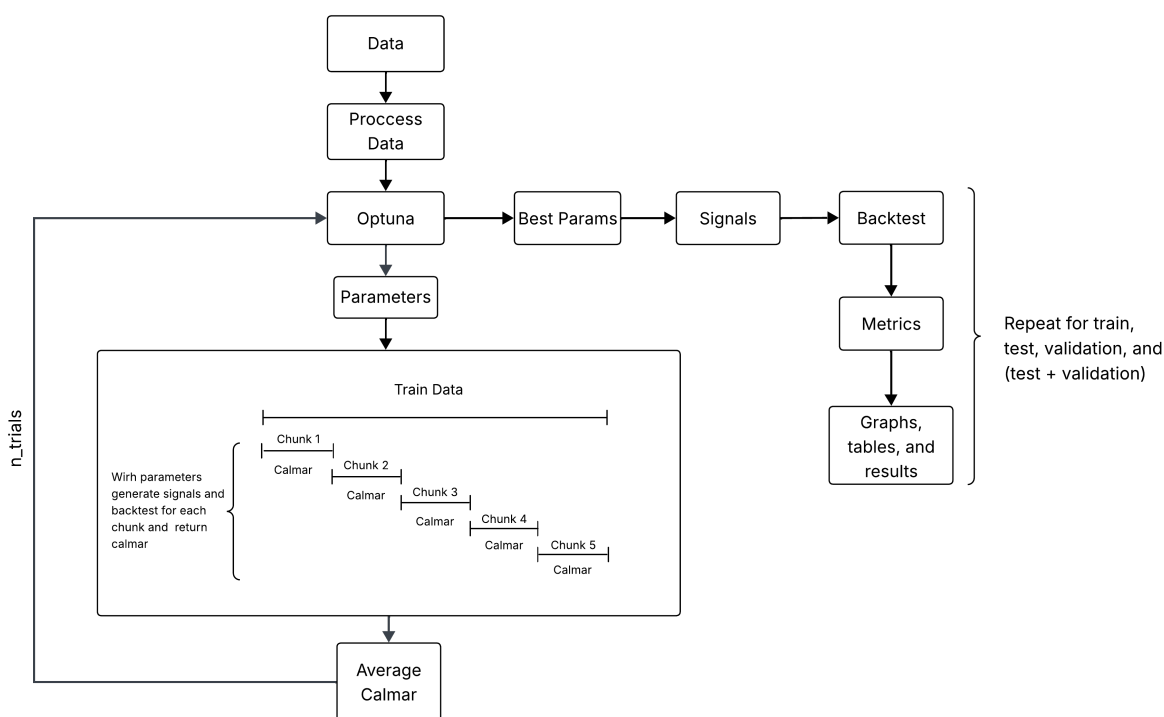 Data
Proccess
Data
Optuna
Best Params
Signals
Backtest
Parameters
Metrics
Repeat for train,
test, validation, and
(test + validation)
Graphs,
tables, and
results
n_trials
Train Data
Chunk 1
Calmar
Chunk 2
Calmar
Chunk 3
Calmar
Chunk 4
Calmar
Chunk 5
Calmar
Wirh parameters
generate signals and
backtest for each
chunk and  return
calmar
Average
Calmar